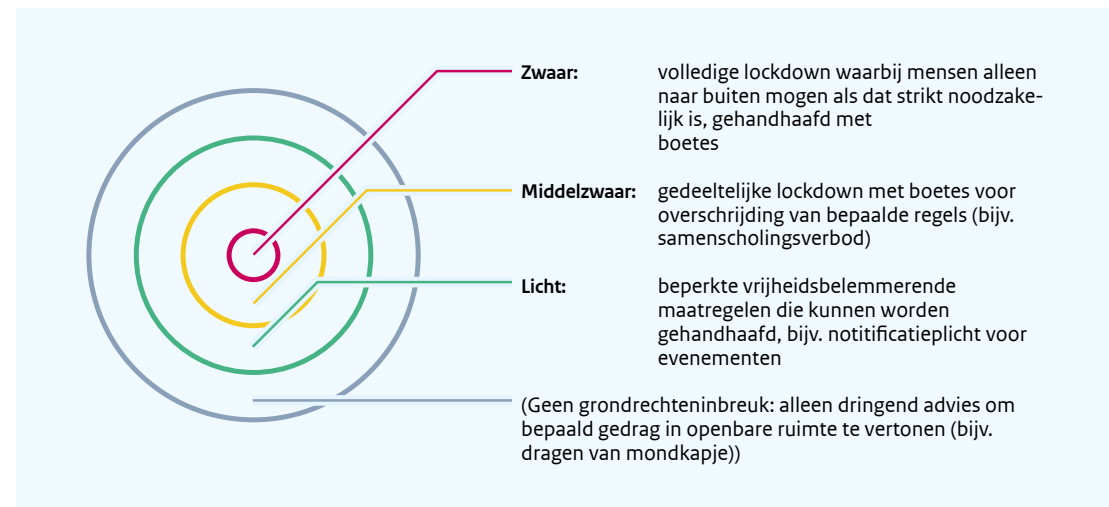 Zwaar: volledige lockdown waarbij mensen alleen
naar buiten mogen als dat strikt noodzake-
lijk is, gehandhaafd met
boetes
Middelzwaar: gedeeltelijke lockdown met boetes voor
overschrijding van bepaalde regels (bijv.
samenscholingsverbod)
Licht: beperkte vrijheidsbelemmerende
maatregelen die kunnen worden
gehandhaafd, bijv. notitificatieplicht voor
evenementen
(Geen grondrechteninbreuk: alleen dringend advies om
bepaald gedrag in openbare ruimte te vertonen (bijv.
dragen van mondkapje))